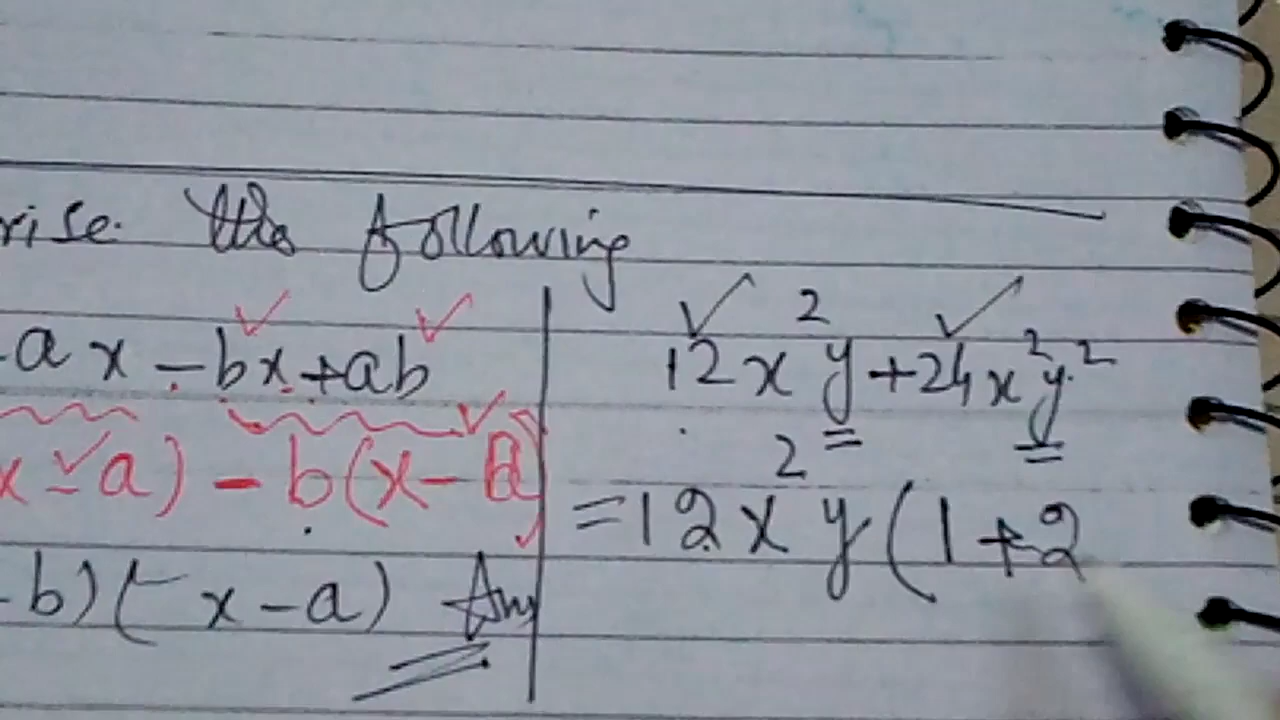 rise the following
ax - bx + ab
x - a) - b(x - a)
- b)(x - a) Ans
12x²y + 24x²y²
= 12x²y(1 + 2